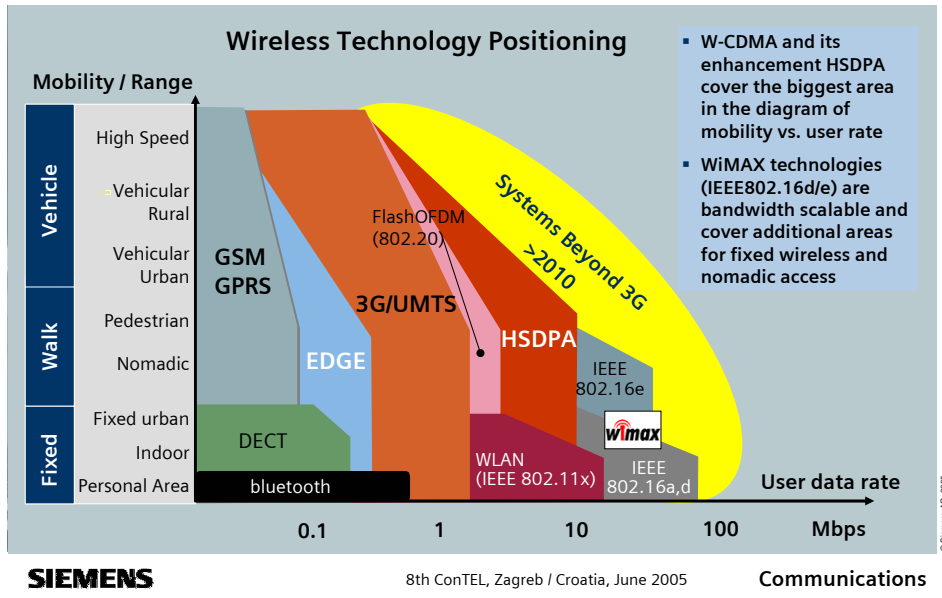 Wireless Technology Positioning
Mobility / Range
▪ W-CDMA and its
enhancement HSDPA
cover the biggest area
in the diagram of
mobility vs. user rate
▪ WiMAX technologies
(IEEE802.16d/e) are
bandwidth scalable and
cover additional areas
for fixed wireless and
nomadic access
Vehicle
Walk
Fixed
High Speed
Vehicular
Rural
Vehicular
Urban
Pedestrian
Nomadic
Fixed urban
Indoor
Personal Area
GSM
GPRS
EDGE
3G/UMTS
FlashOFDM
(802.20)
HSDPA
Systems Beyond 3G
>2010
IEEE
802.16e
wimax
DECT
WLAN
(IEEE 802.11x)
IEEE
802.16a,d
bluetooth
User data rate
0.1
1
10
100
Mbps
SIEMENS
8th ConTEL, Zagreb / Croatia, June 2005
Communications